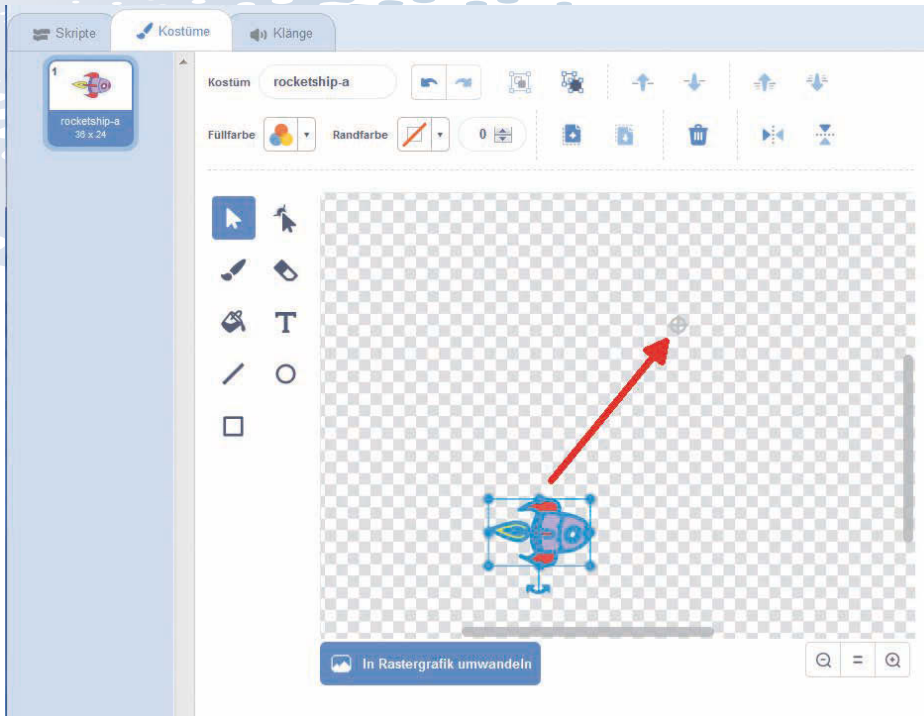 Skripte
Kostüme
Klänge
1
rocketship-a
36 x 24
Kostüm
rocketship-a
Füllfarbe
Randfarbe
0
T
In Rastergrafik umwandeln
=